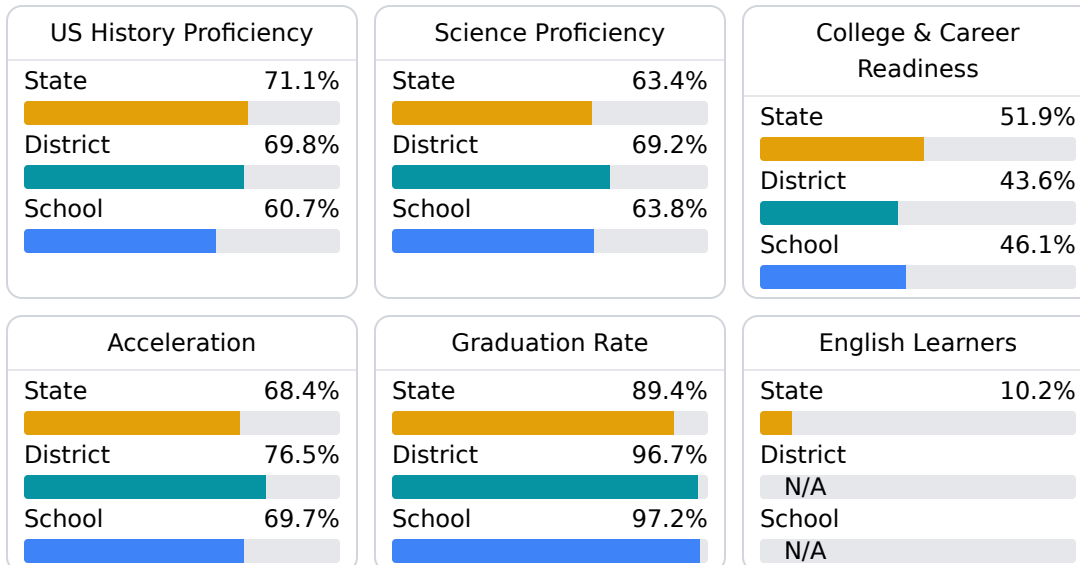 US History Proficiency
State 71.1%
District 69.8%
School 60.7%
Science Proficiency
State 63.4%
District 69.2%
School 63.8%
College & Career
Readiness
State 51.9%
District 43.6%
School 46.1%
Acceleration
State 68.4%
District 76.5%
School 69.7%
Graduation Rate
State 89.4%
District 96.7%
School 97.2%
English Learners
State 10.2%
District
N/A
School
N/A